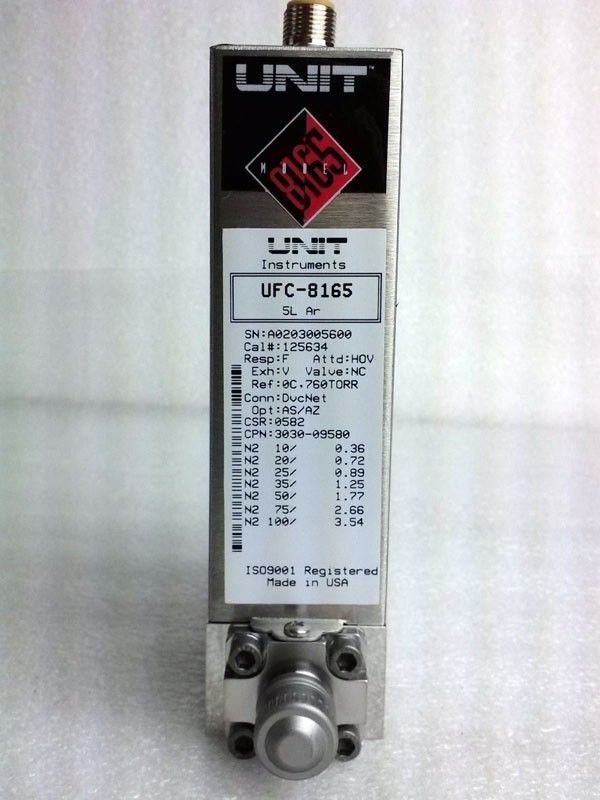 UNIT™
MODEL
8165
UNIT
Instruments
UFC-8165
5L Ar
SN:A0203005600
Cal#:125634
Resp:F Attd:HOV
Exh:V Valve:NC
Ref:0C,760TORR
Conn:DvcNet
Opt:AS/AZ
CSR:0582
CPN:3030-09580
N2 10/ 0.36
N2 20/ 0.72
N2 25/ 0.89
N2 35/ 1.25
N2 50/ 1.77
N2 75/ 2.66
N2 100/ 3.54
ISO9001 Registered
Made in USA